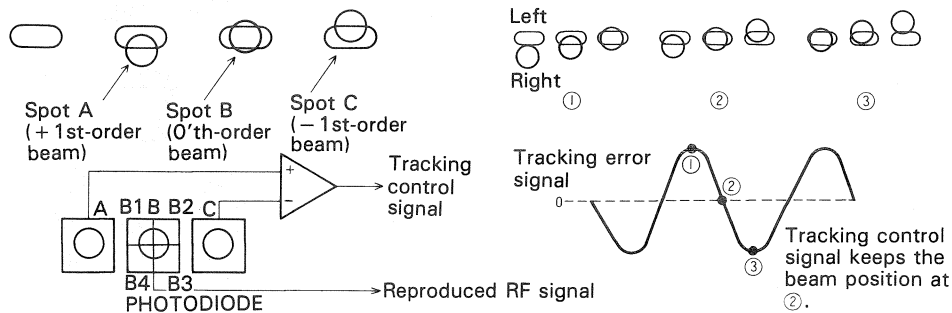 Spot A
(+1st-order
beam)
Spot B
(0'th-order
beam)
Spot C
(−1st-order
beam)
+
−
Tracking
control
signal
A B1 B B2 C
B4 B3
PHOTODIODE
Reproduced RF signal
Left
Right
① ② ③
Tracking error
signal
0
①
②
③
Tracking control
signal keeps the
beam position at
②.